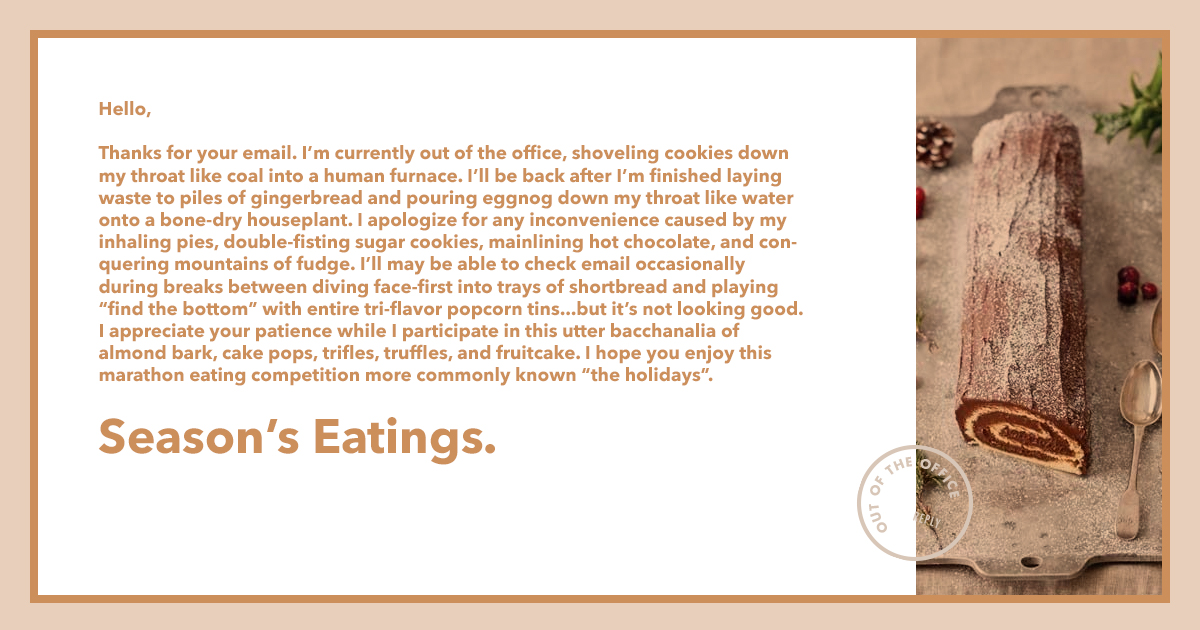 Hello,
Thanks for your email. I’m currently out of the office, shoveling cookies down
my throat like coal into a human furnace. I’ll be back after I’m finished laying
waste to piles of gingerbread and pouring eggnog down my throat like water
onto a bone-dry houseplant. I apologize for any inconvenience caused by my
inhaling pies, double-fisting sugar cookies, mainlining hot chocolate, and con-
quering mountains of fudge. I’ll may be able to check email occasionally
during breaks between diving face-first into trays of shortbread and playing
“find the bottom” with entire tri-flavor popcorn tins...but it’s not looking good.
I appreciate your patience while I participate in this utter bacchanalia of
almond bark, cake pops, trifles, truffles, and fruitcake. I hope you enjoy this
marathon eating competition more commonly known “the holidays”.
Season’s Eatings.
OUT OF THE OFFICE
REPLY